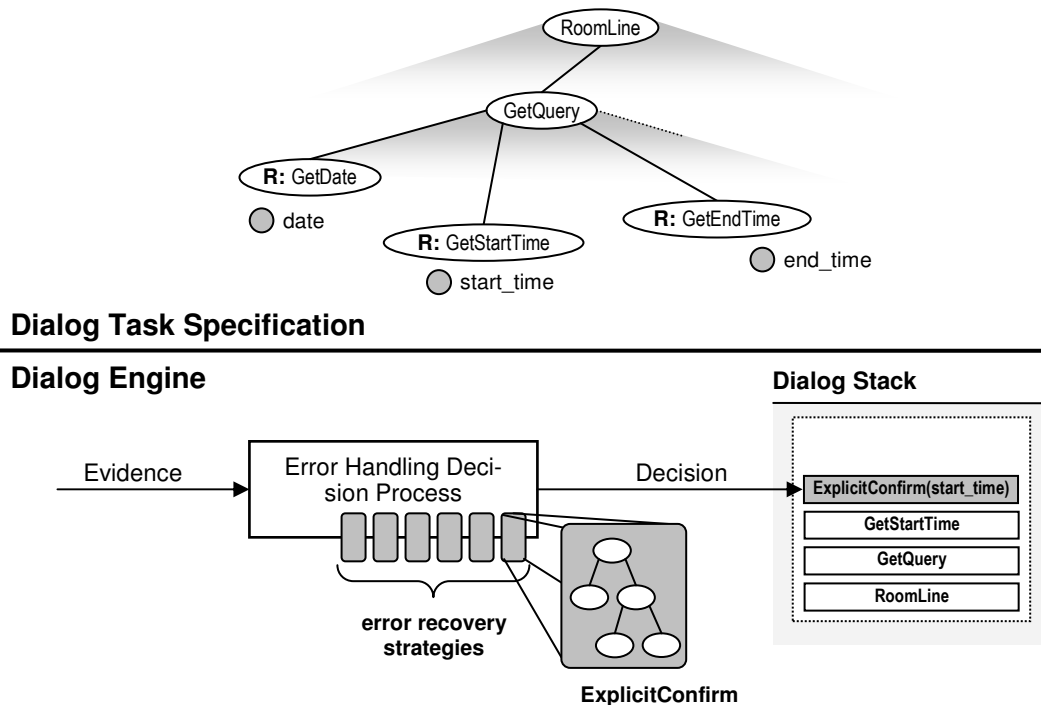 RoomLine
GetQuery
R: GetDate
date
R: GetEndTime
R: GetStartTime
end_time
start_time
Dialog Task Specification
Dialog Engine
Dialog Stack
Evidence
Error Handling Deci-
sion Process
Decision
ExplicitConfirm(start_time)
GetStartTime
GetQuery
RoomLine
error recovery
strategies
ExplicitConfirm